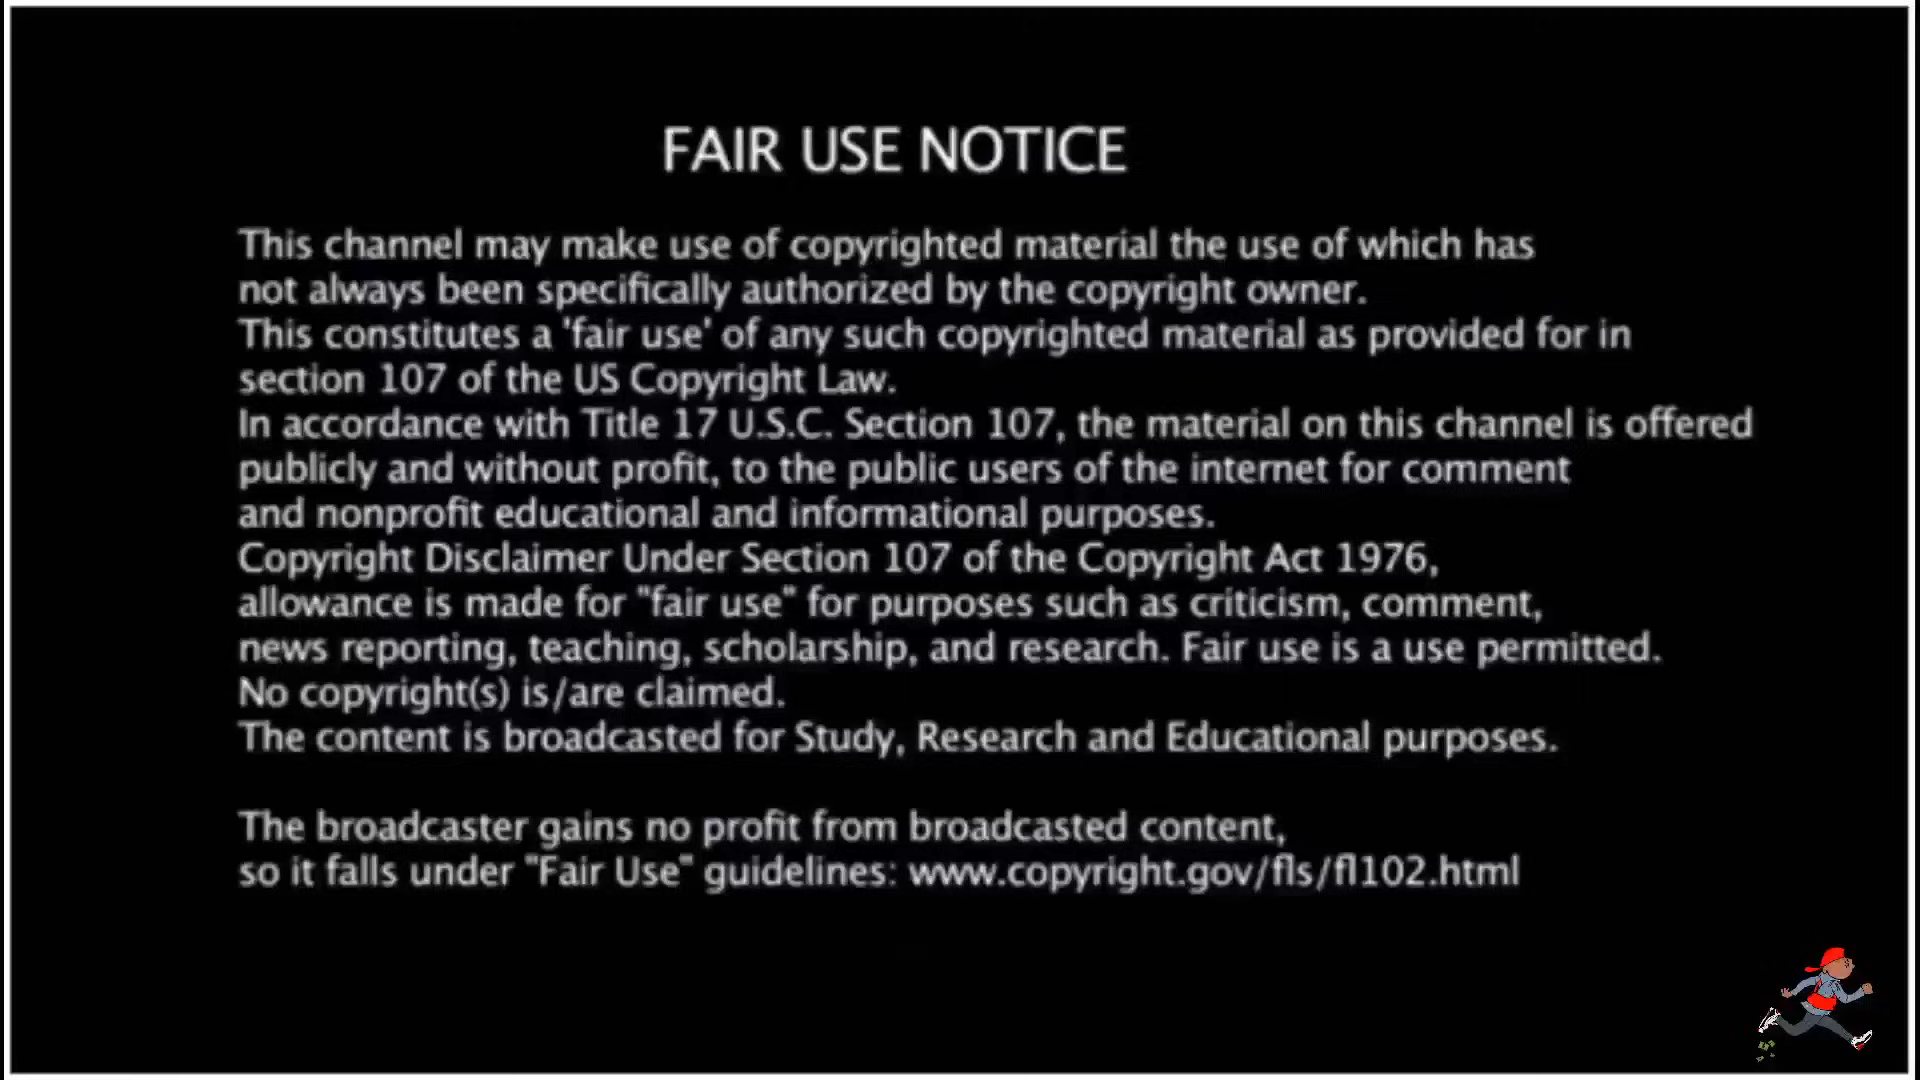 FAIR USE NOTICE
This channel may make use of copyrighted material the use of which has
not always been specifically authorized by the copyright owner.
This constitutes a 'fair use' of any such copyrighted material as provided for in
section 107 of the US Copyright Law.
In accordance with Title 17 U.S.C. Section 107, the material on this channel is offered
publicly and without profit, to the public users of the internet for comment
and nonprofit educational and informational purposes.
Copyright Disclaimer Under Section 107 of the Copyright Act 1976,
allowance is made for "fair use" for purposes such as criticism, comment,
news reporting, teaching, scholarship, and research. Fair use is a use permitted.
No copyright(s) is/are claimed.
The content is broadcasted for Study, Research and Educational purposes.
The broadcaster gains no profit from broadcasted content,
so it falls under "Fair Use" guidelines: www.copyright.gov/fls/fl102.html